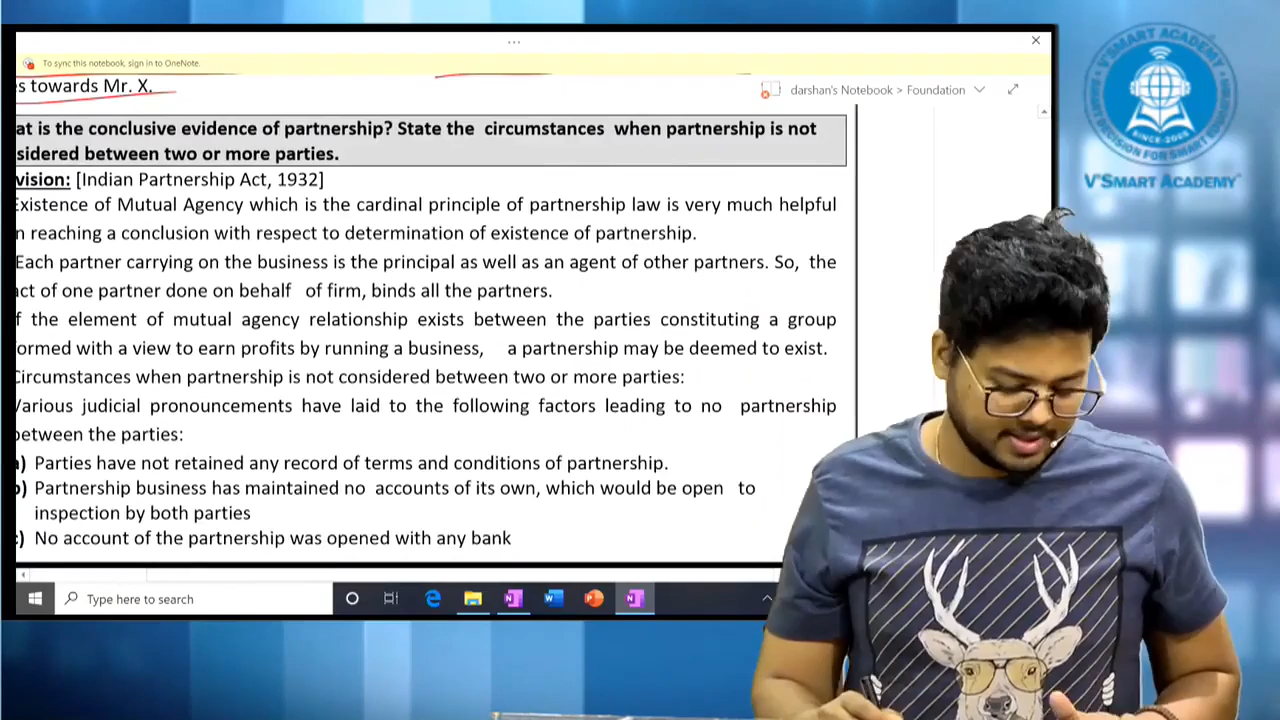 ...
To sync this notebook, sign in to OneNote.
es towards Mr. X.
darshan's Notebook > Foundation
at is the conclusive evidence of partnership? State the circumstances when partnership is not
sidered between two or more parties.
vision: [Indian Partnership Act, 1932]
Existence of Mutual Agency which is the cardinal principle of partnership law is very much helpful
n reaching a conclusion with respect to determination of existence of partnership.
Each partner carrying on the business is the principal as well as an agent of other partners. So, the
act of one partner done on behalf of firm, binds all the partners.
f the element of mutual agency relationship exists between the parties constituting a group
formed with a view to earn profits by running a business, a partnership may be deemed to exist.
Circumstances when partnership is not considered between two or more parties:
Various judicial pronouncements have laid to the following factors leading to no partnership
between the parties:
) Parties have not retained any record of terms and conditions of partnership.
) Partnership business has maintained no accounts of its own, which would be open to
inspection by both parties
) No account of the partnership was opened with any bank
Type here to search
V'SMART ACADEMY
SINCE-2008
V'SMART ACADEMY